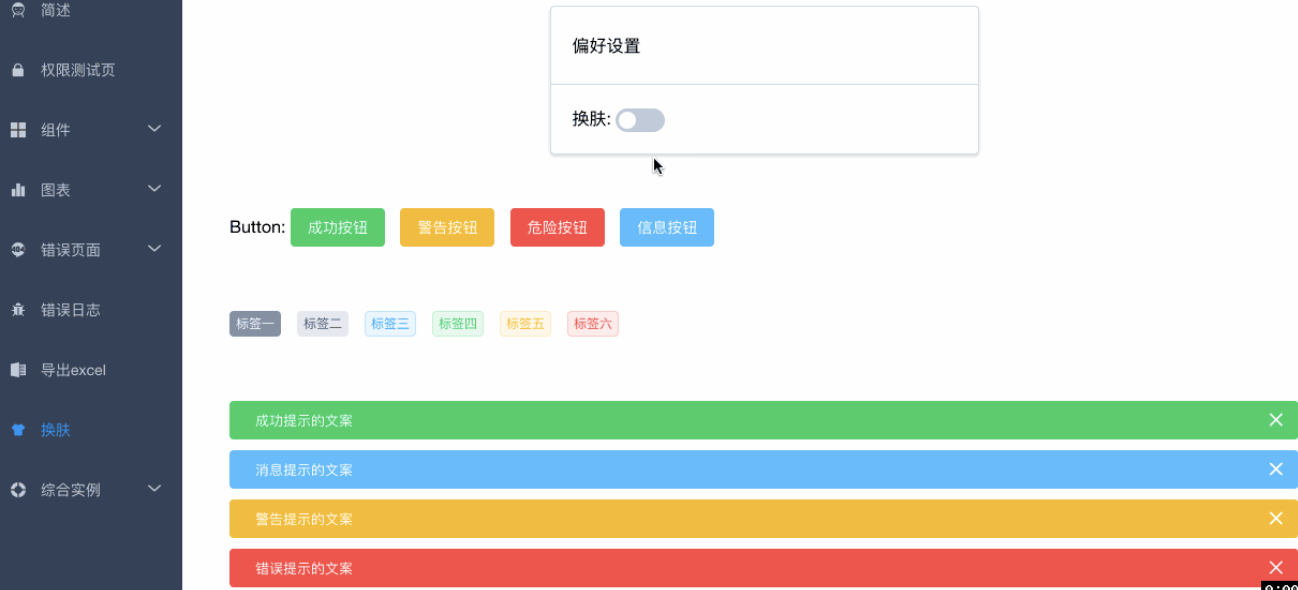 简述
权限测试页
组件
图表
错误页面
错误日志
导出excel
换肤
综合实例
偏好设置
换肤:
Button: 成功按钮 警告按钮 危险按钮 信息按钮
标签一 标签二 标签三 标签四 标签五 标签六
成功提示的文案
消息提示的文案
警告提示的文案
错误提示的文案